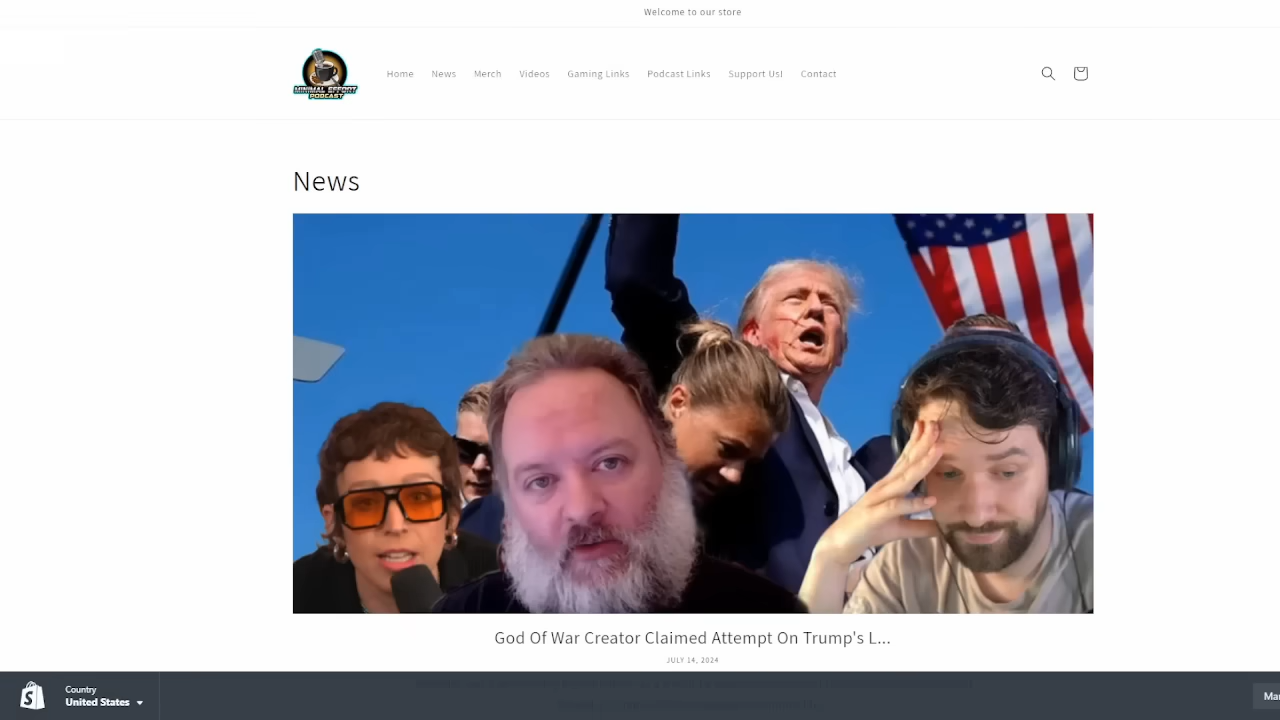 Welcome to our store
MINIMAL EFFORT
PODCAST
Home News Merch Videos Gaming Links Podcast Links Support Us! Contact
News
God Of War Creator Claimed Attempt On Trump's L...
JULY 14, 2024
Country
United States